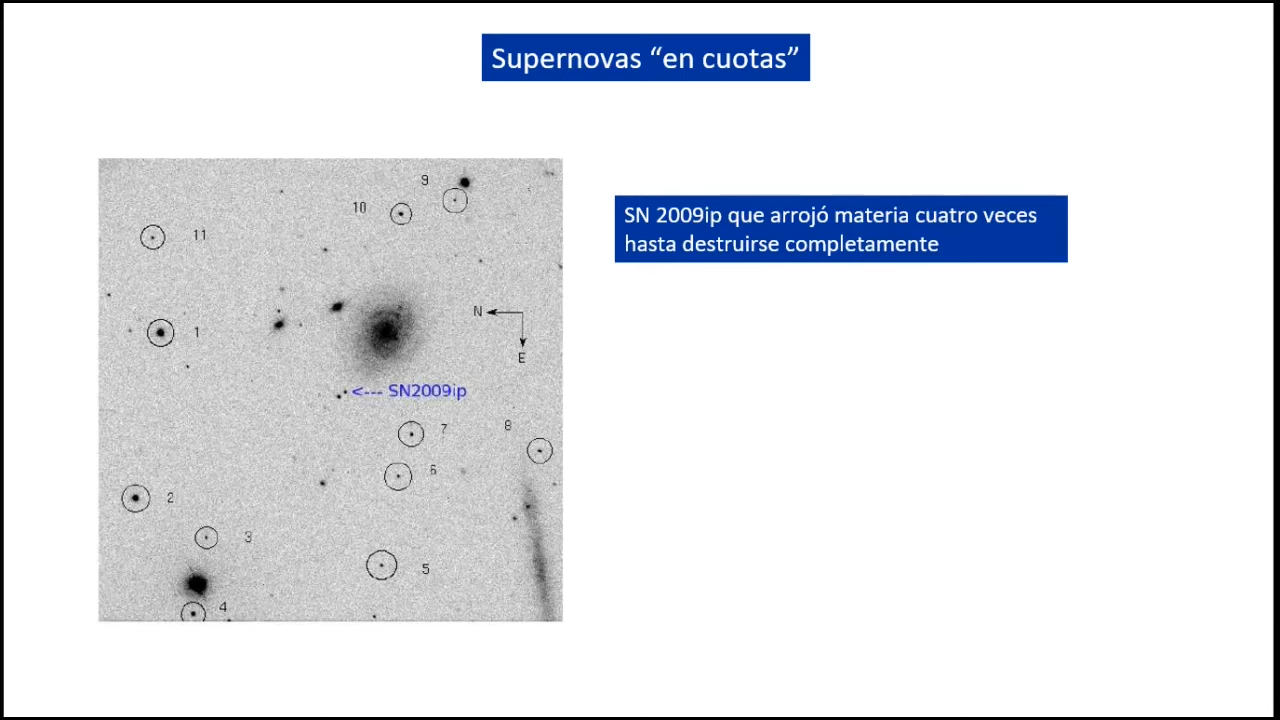 Supernovas “en cuotas”
9
10
11
SN 2009ip que arrojó materia cuatro veces
hasta destruirse completamente
N
1
E
<--- SN2009ip
7
8
6
2
3
5
4